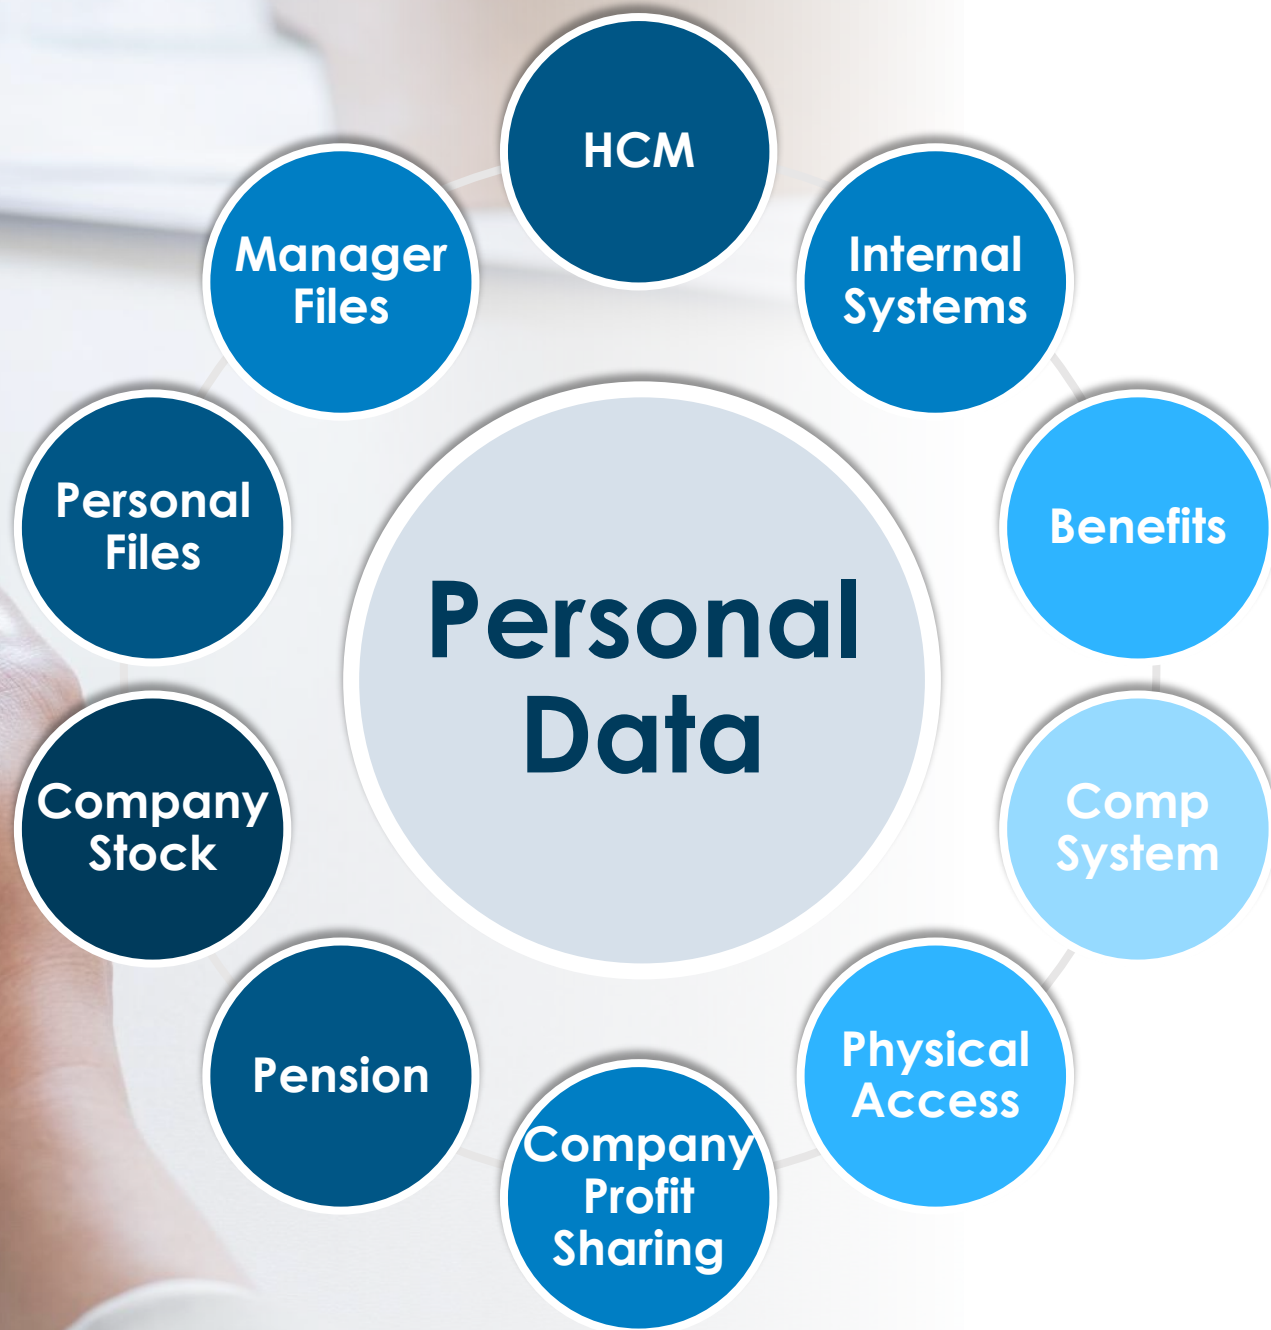 HCM
Internal
Systems
Benefits
Comp
System
Physical
Access
Company
Profit
Sharing
Pension
Company
Stock
Personal
Files
Manager
Files
Personal
Data